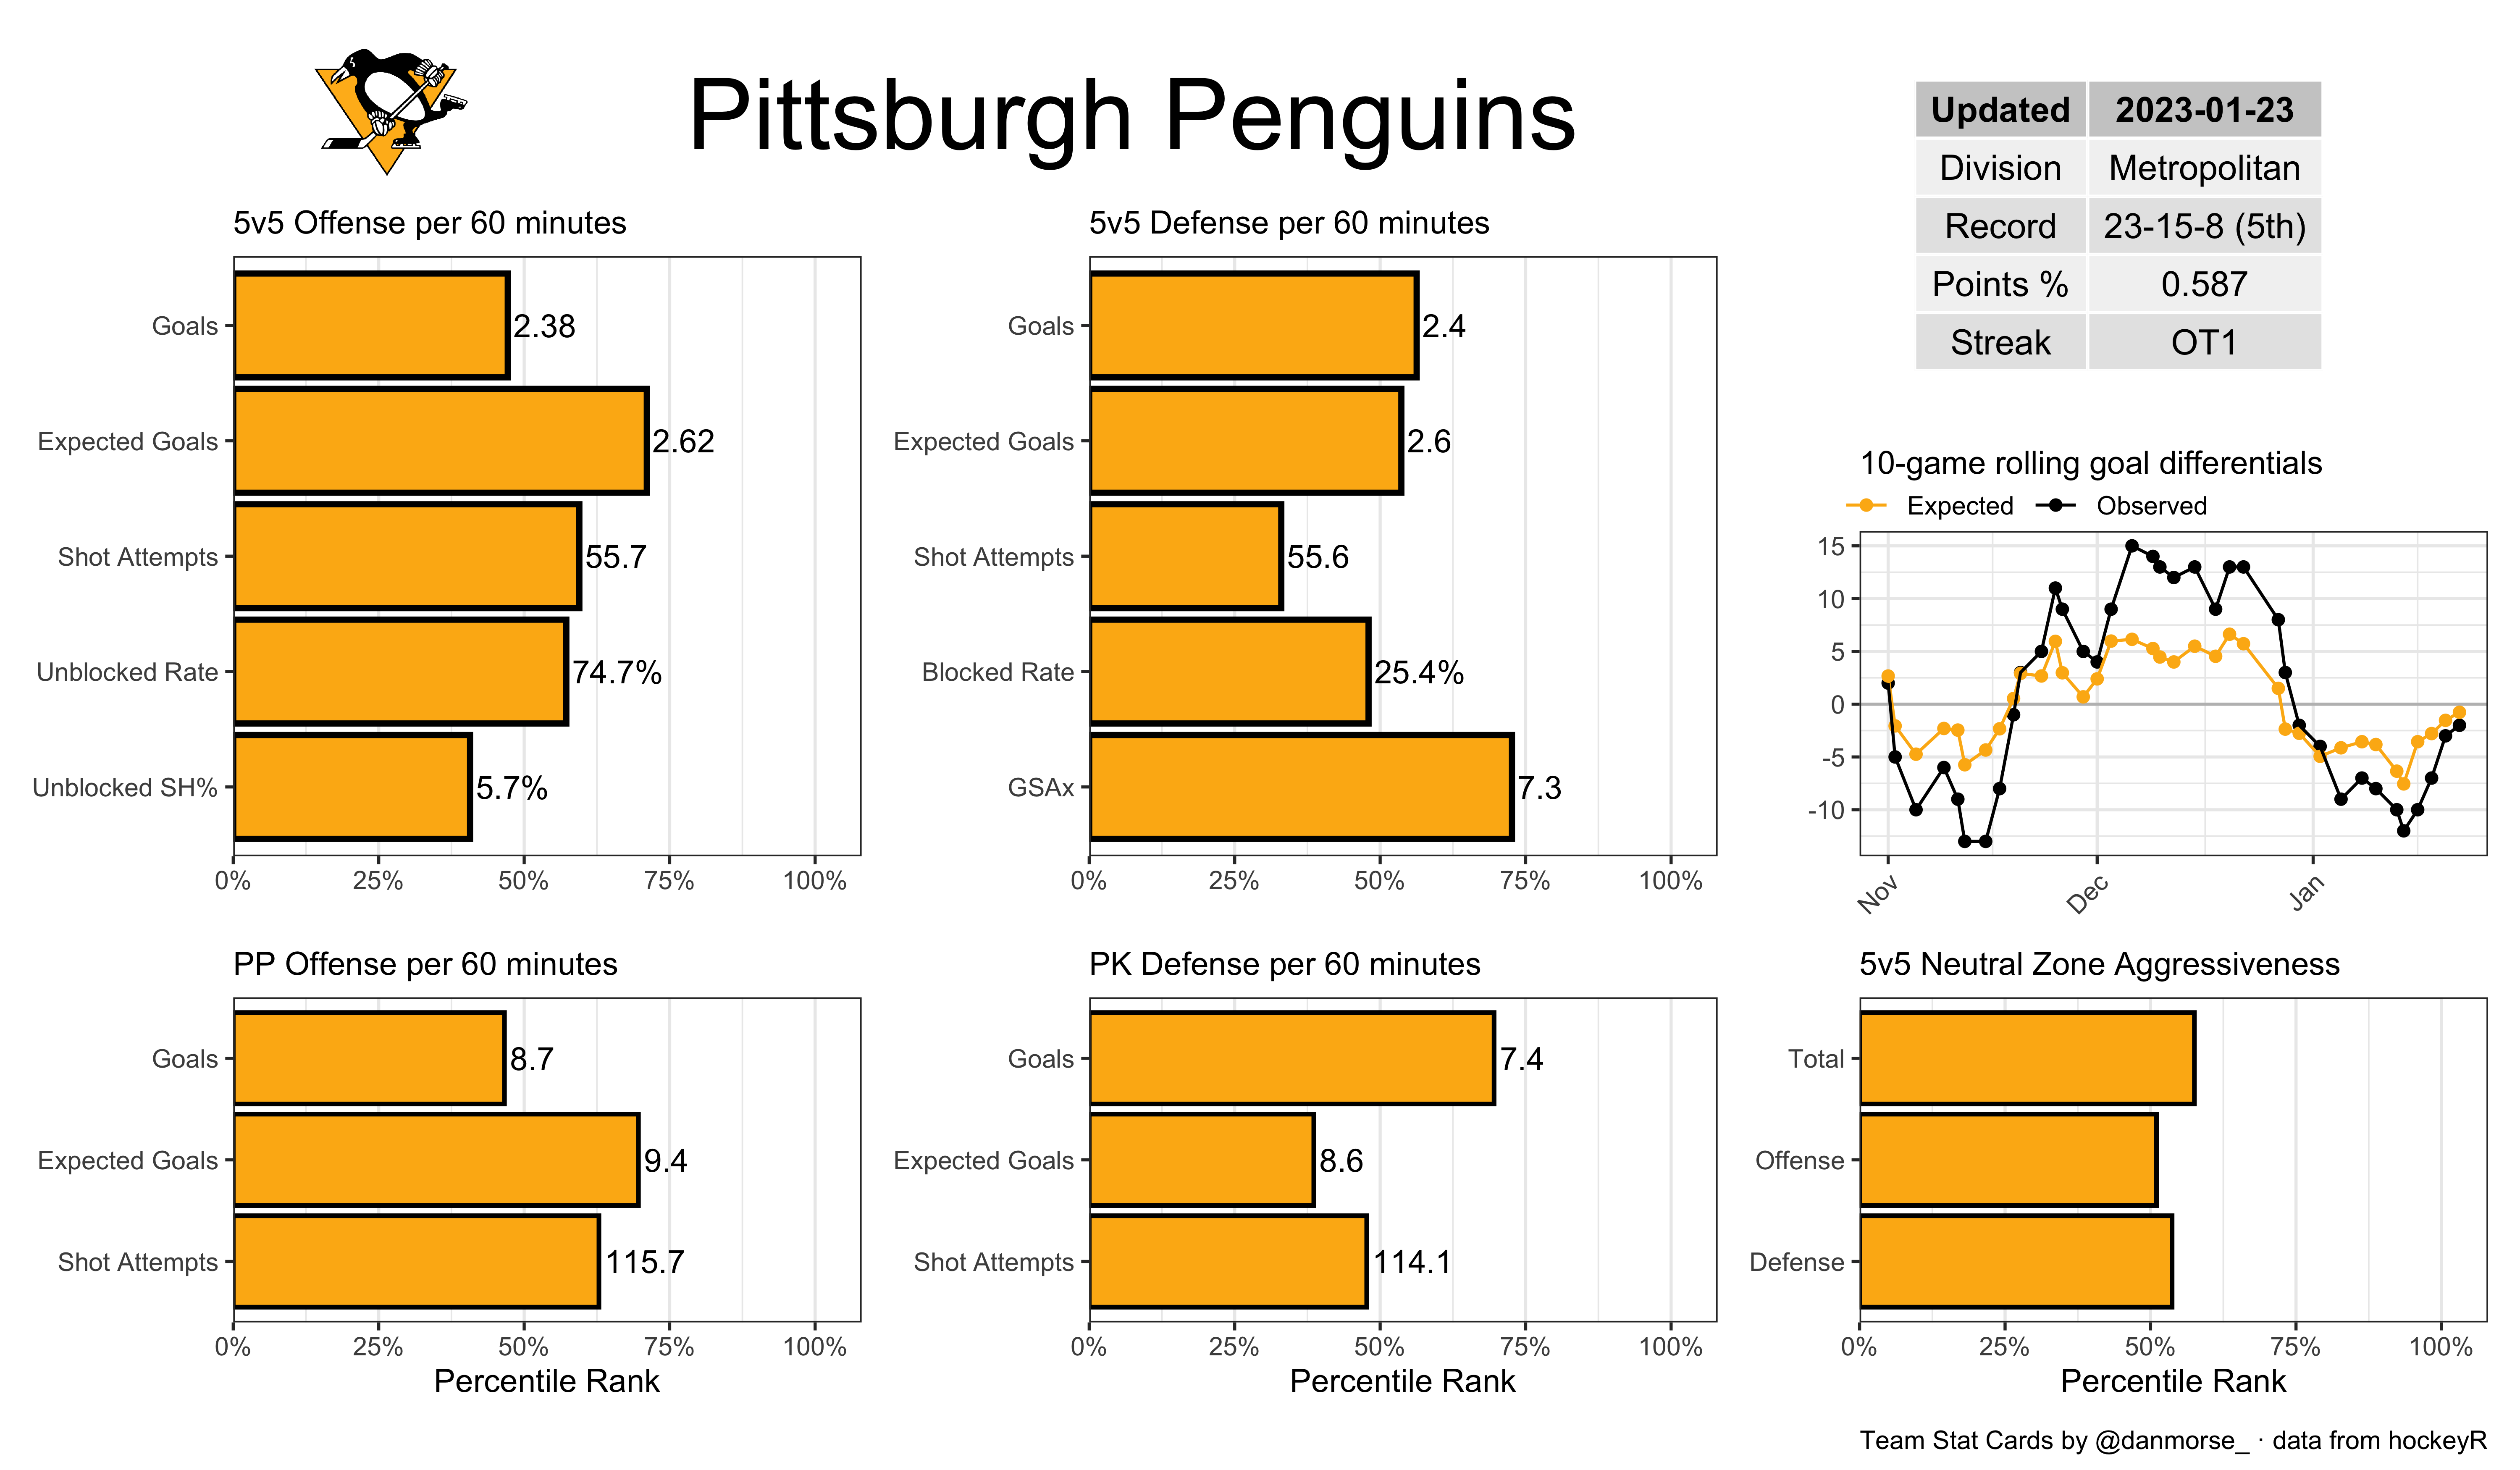 Pittsburgh Penguins
Updated 2023-01-23
Division Metropolitan
Record 23-15-8 (5th)
Points % 0.587
Streak OT1
5v5 Offense per 60 minutes
Goals 2.38
Expected Goals 2.62
Shot Attempts 55.7
Unblocked Rate 74.7%
Unblocked SH% 5.7%
0% 25% 50% 75% 100%
5v5 Defense per 60 minutes
Goals 2.4
Expected Goals 2.6
Shot Attempts 55.6
Blocked Rate 25.4%
GSAx 7.3
0% 25% 50% 75% 100%
10-game rolling goal differentials
Expected Observed
15
10
5
0
-5
-10
Nov Dec Jan
PP Offense per 60 minutes
Goals 8.7
Expected Goals 9.4
Shot Attempts 115.7
0% 25% 50% 75% 100%
Percentile Rank
PK Defense per 60 minutes
Goals 7.4
Expected Goals 8.6
Shot Attempts 114.1
0% 25% 50% 75% 100%
Percentile Rank
5v5 Neutral Zone Aggressiveness
Total
Offense
Defense
0% 25% 50% 75% 100%
Percentile Rank
Team Stat Cards by @danmorse_ · data from hockeyR